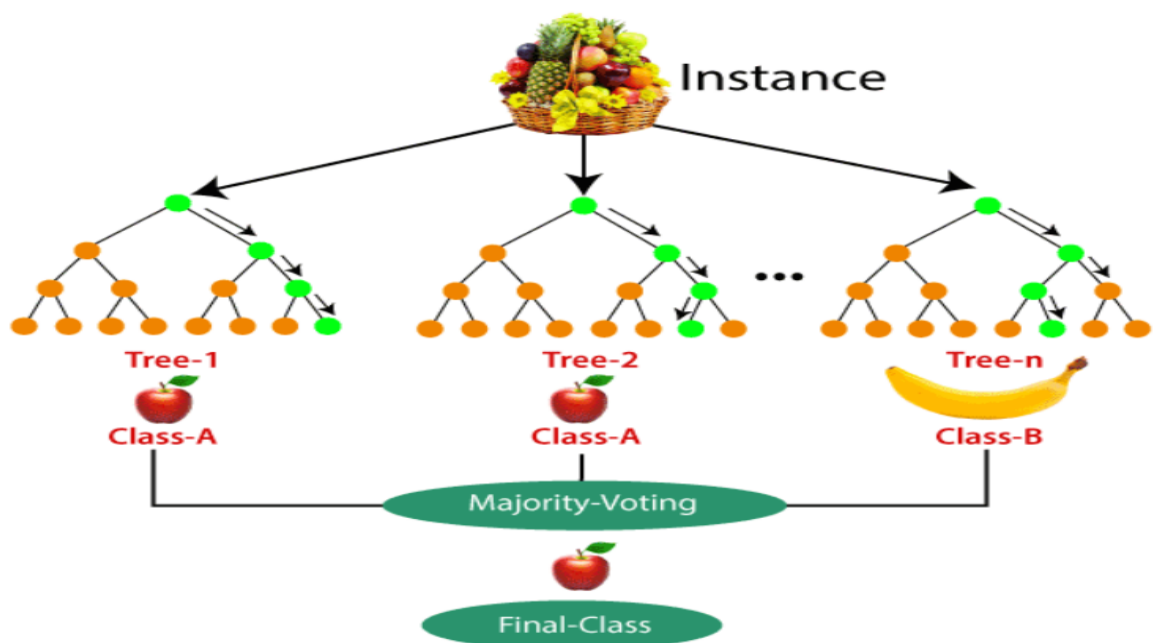 Instance
...
Tree-1
Tree-2
Tree-n
Class-A
Class-A
Class-B
Majority-Voting
Final-Class